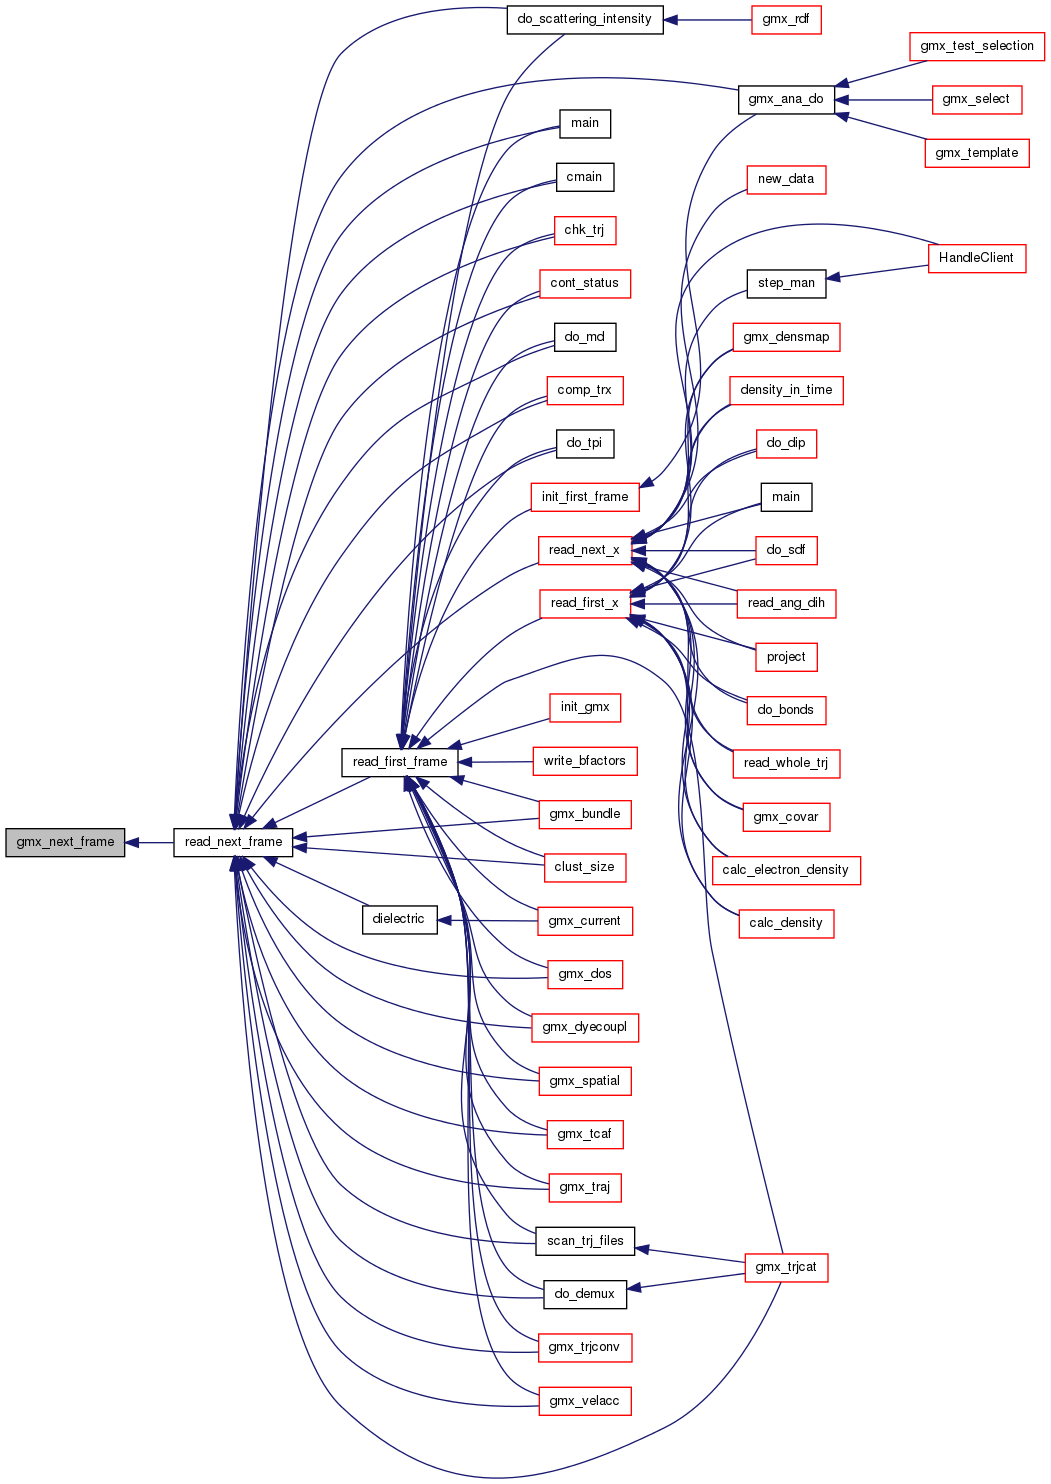 do_scattering_intensity
gmx_rdf
gmx_test_selection
gmx_ana_do
gmx_select
main
gmx_template
cmain
new_data
chk_trj
HandleClient
cont_status
step_man
do_md
gmx_densmap
comp_trx
density_in_time
do_tpi
do_dip
init_first_frame
main
read_next_x
do_sdf
read_first_x
read_ang_dih
project
init_gmx
do_bonds
read_first_frame
write_bfactors
read_whole_trj
gmx_bundle
gmx_covar
gmx_next_frame
read_next_frame
clust_size
calc_electron_density
dielectric
gmx_current
calc_density
gmx_dos
gmx_dyecoupl
gmx_spatial
gmx_tcaf
gmx_traj
scan_trj_files
gmx_trjcat
do_demux
gmx_trjconv
gmx_velacc